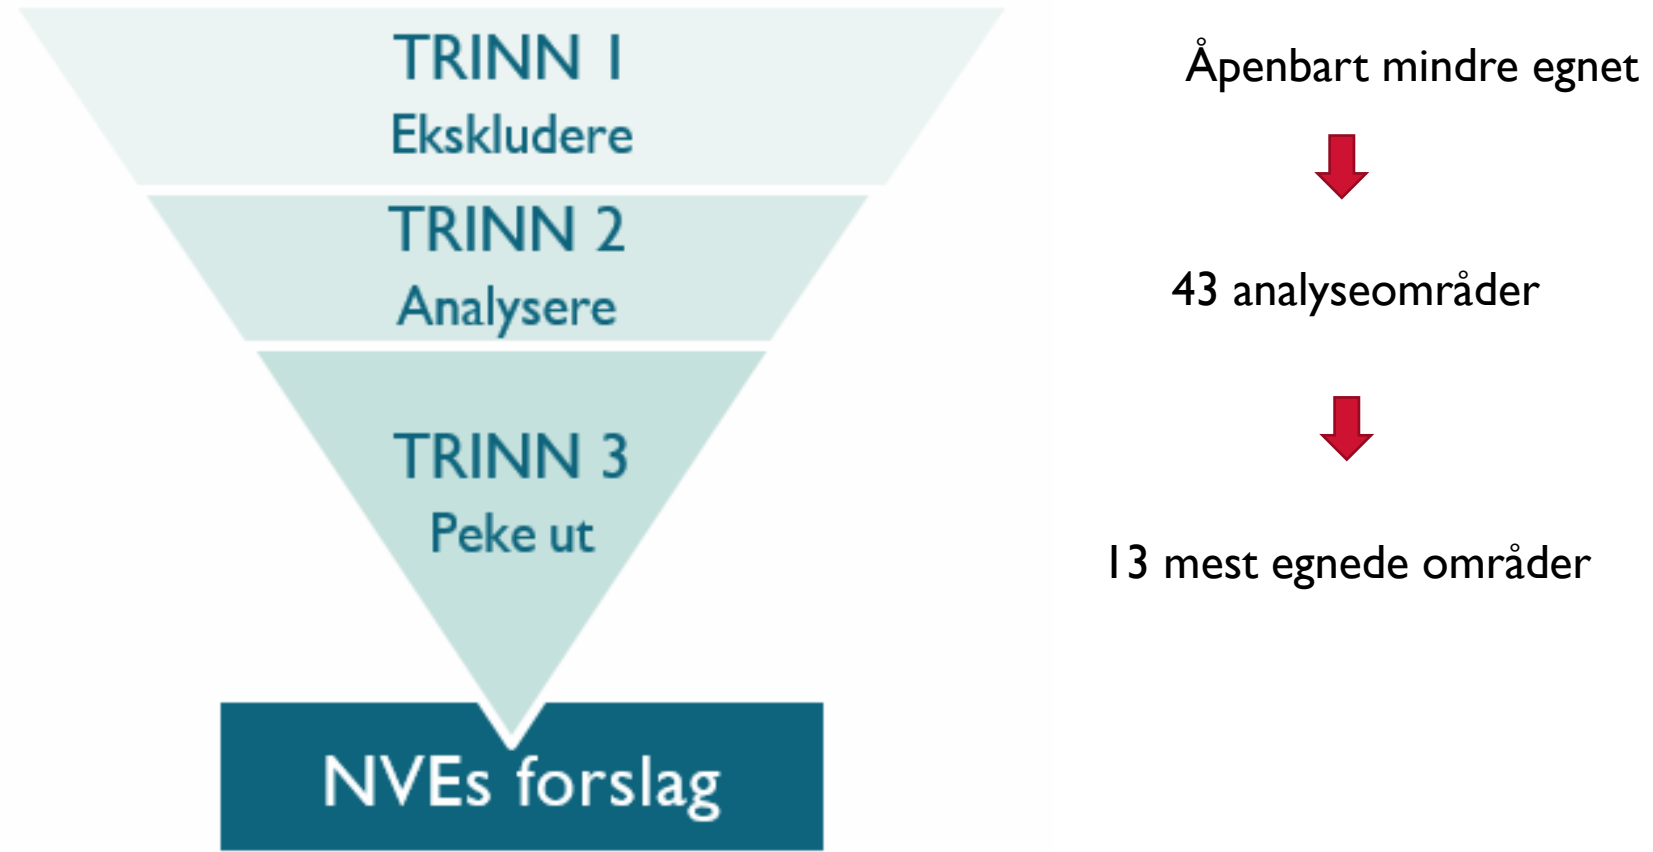 TRINN 1
Ekskludere
Åpenbart mindre egnet
TRINN 2
Analysere
43 analyseområder
TRINN 3
Peke ut
13 mest egnede områder
NVEs forslag